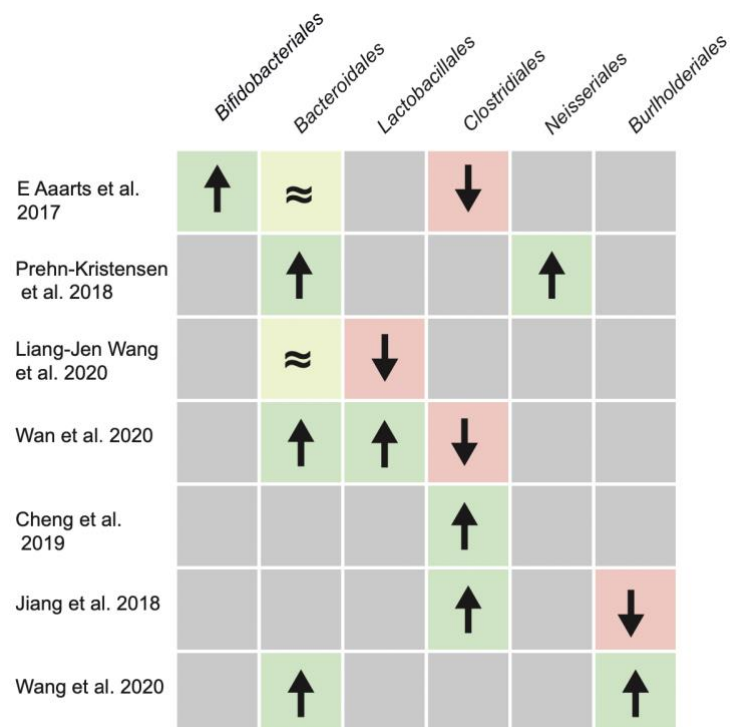 Bifidobacteriales
Bacteroidales
Lactobacillales
Clostridiales
Neisseriales
Burlholderiales
E Aaarts et al.
2017
↑ ≈ ↓
Prehn-Kristensen
et al. 2018
↑ ↑
Liang-Jen Wang
et al. 2020
≈ ↓
Wan et al. 2020
↑ ↑ ↓
Cheng et al.
2019
↑
Jiang et al. 2018
↑ ↓
Wang et al. 2020
↑ ↑